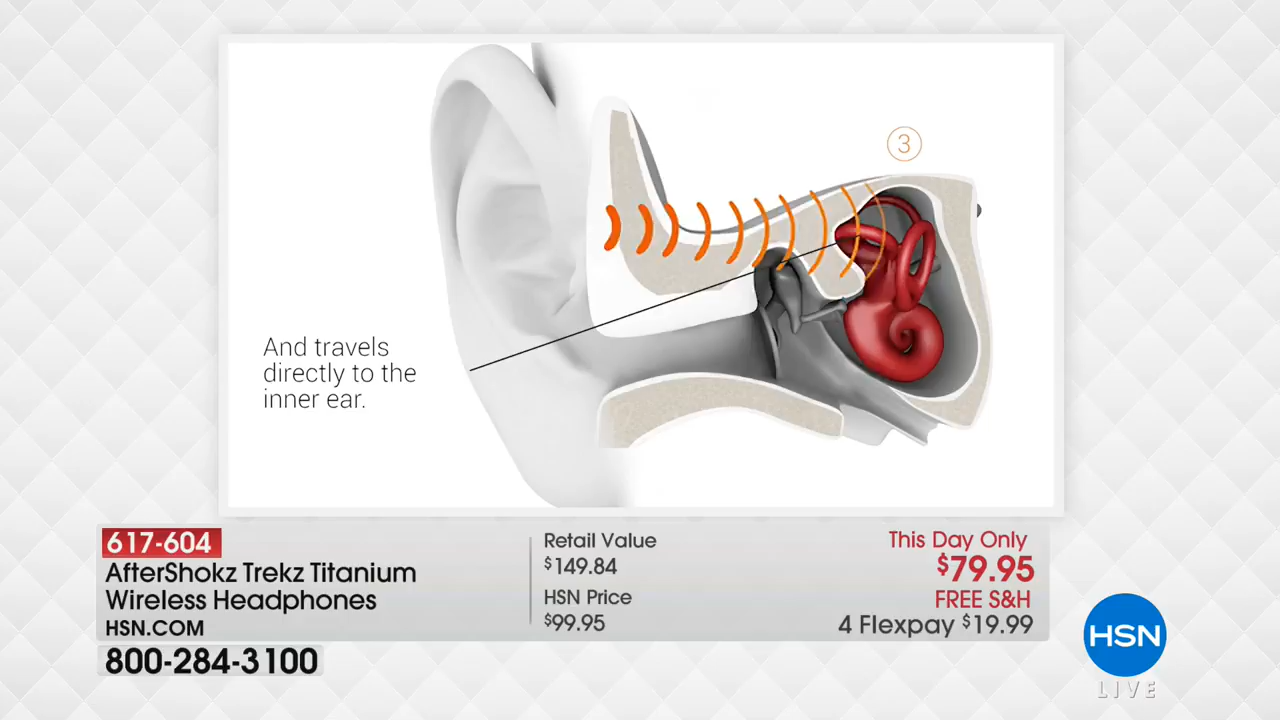 3
And travels
directly to the
inner ear.
617-604
AfterShokz Trekz Titanium
Wireless Headphones
HSN.COM
800-284-3100
Retail Value
$149.84
HSN Price
$99.95
This Day Only
$79.95
FREE S&H
4 Flexpay $19.99
HSN
LIVE